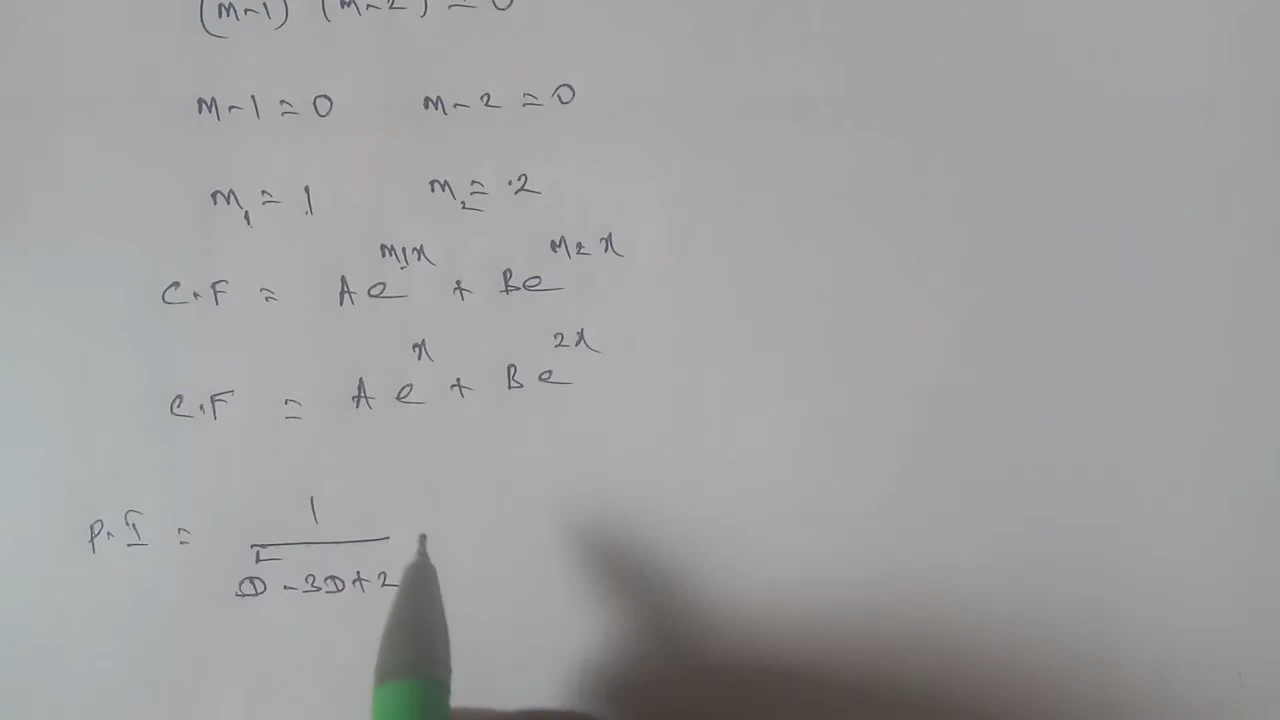 (m-1) (m-2) = 0
m-1 = 0 m-2 = 0
m₁ = 1 m₂ = 2
C.F = Ae^m1x + Be^m2x
C.F = Ae^x + Be^2x
P.I = 1 / D²-3D+2